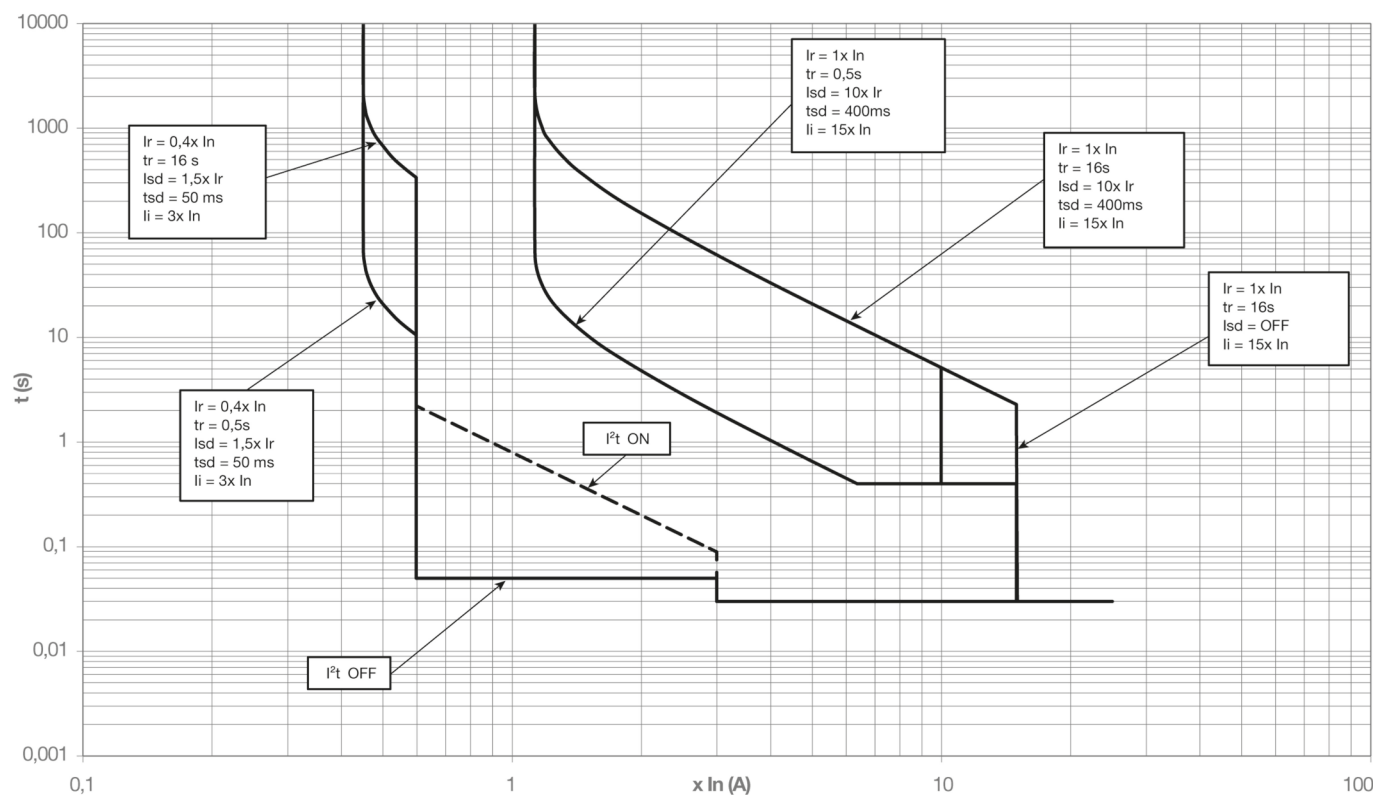 10000
1000
100
10
1
0,1
0,01
0,001
t (s)
0,1
1
10
100
x In (A)
Ir = 0,4x In
tr = 16 s
Isd = 1,5x Ir
tsd = 50 ms
Ii = 3x In
Ir = 0,4x In
tr = 0,5s
Isd = 1,5x Ir
tsd = 50 ms
Ii = 3x In
Ir = 1x In
tr = 0,5s
Isd = 10x Ir
tsd = 400ms
Ii = 15x In
Ir = 1x In
tr = 16s
Isd = 10x Ir
tsd = 400ms
Ii = 15x In
Ir = 1x In
tr = 16s
Isd = OFF
Ii = 15x In
I²t ON
I²t OFF